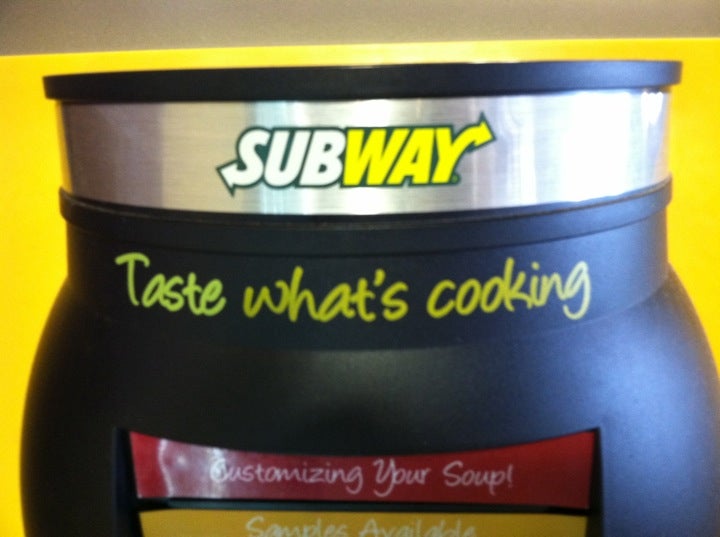 SUBWAY
Taste what's cooking
Customizing Your Soup!
Samples Available